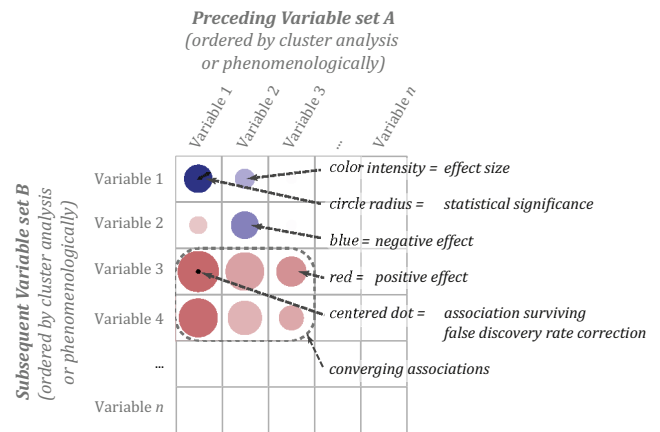 Preceding Variable set A
(ordered by cluster analysis
or phenomenologically)
Variable 1
Variable 2
Variable 3
...
Variable n
Subsequent Variable set B
(ordered by cluster analysis
or phenomenologically)
Variable 1
Variable 2
Variable 3
Variable 4
...
Variable n
color intensity = effect size
circle radius = statistical significance
blue = negative effect
red = positive effect
centered dot = association surviving
false discovery rate correction
converging associations